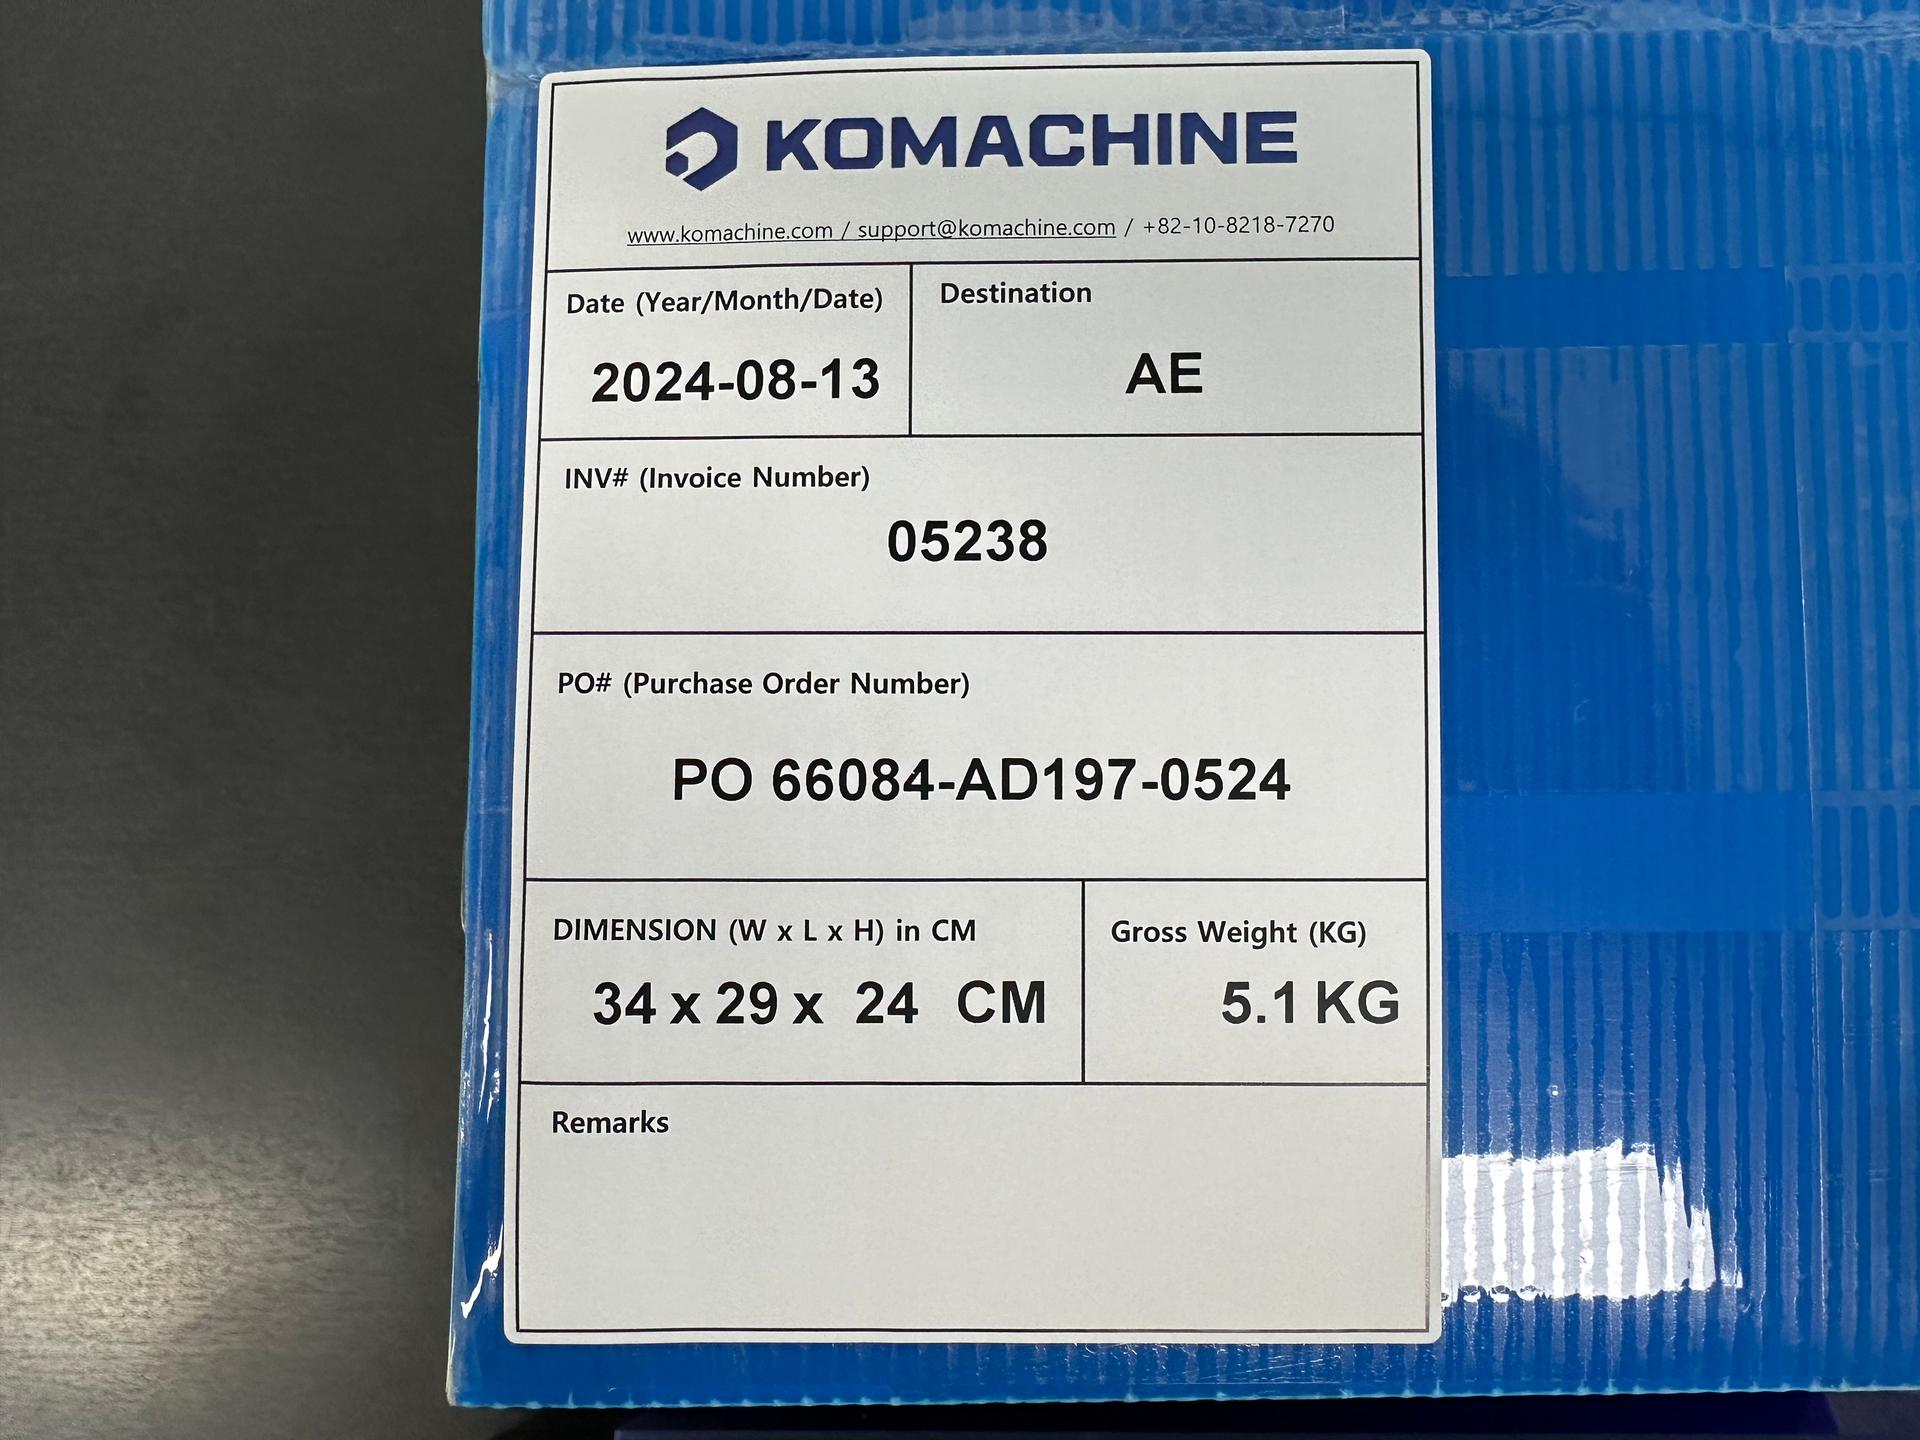 KOMACHINE
www.komachine.com / support@komachine.com / +82-10-8218-7270
Date (Year/Month/Date)
2024-08-13
Destination
AE
INV# (Invoice Number)
05238
PO# (Purchase Order Number)
PO 66084-AD197-0524
DIMENSION (W x L x H) in CM
34 x 29 x 24 CM
Gross Weight (KG)
5.1 KG
Remarks